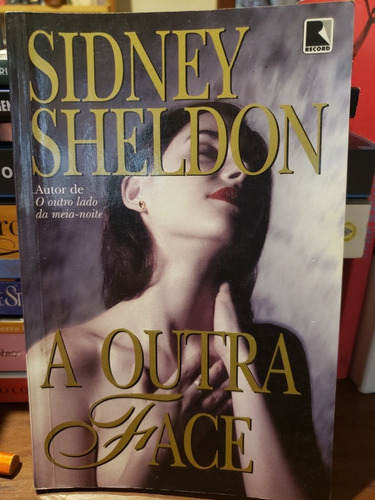 SIDNEY
SHELDON
R
RECORD
Autor de
O outro lado
da meia-noite
A OUTRA
FACE